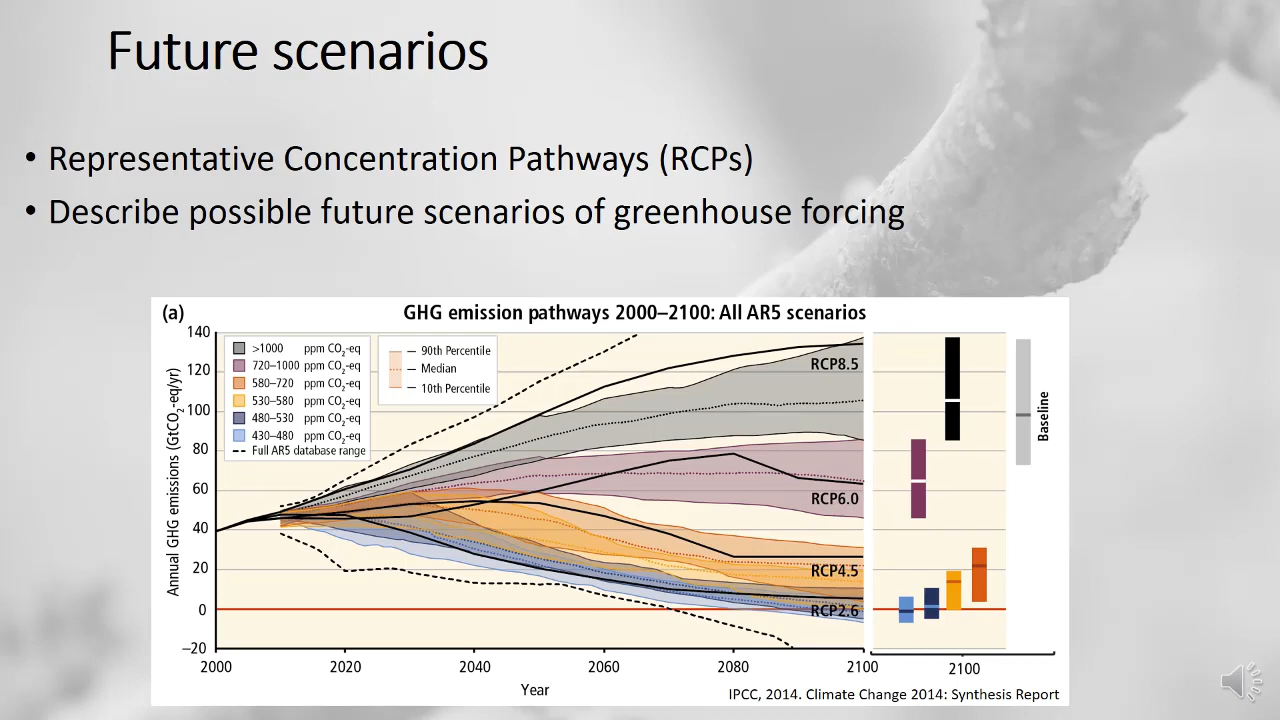 Future scenarios
• Representative Concentration Pathways (RCPs)
• Describe possible future scenarios of greenhouse forcing
(a)
GHG emission pathways 2000–2100: All AR5 scenarios
Annual GHG emissions (GtCO2-eq/yr)
140
120
100
80
60
40
20
0
−20
>1000 ppm CO2-eq
720–1000 ppm CO2-eq
580–720 ppm CO2-eq
530–580 ppm CO2-eq
480–530 ppm CO2-eq
430–480 ppm CO2-eq
Full AR5 database range
90th Percentile
Median
10th Percentile
RCP8.5
RCP6.0
RCP4.5
RCP2.6
Baseline
2000 2020 2040 2060 2080 2100 2100
Year
IPCC, 2014. Climate Change 2014: Synthesis Report